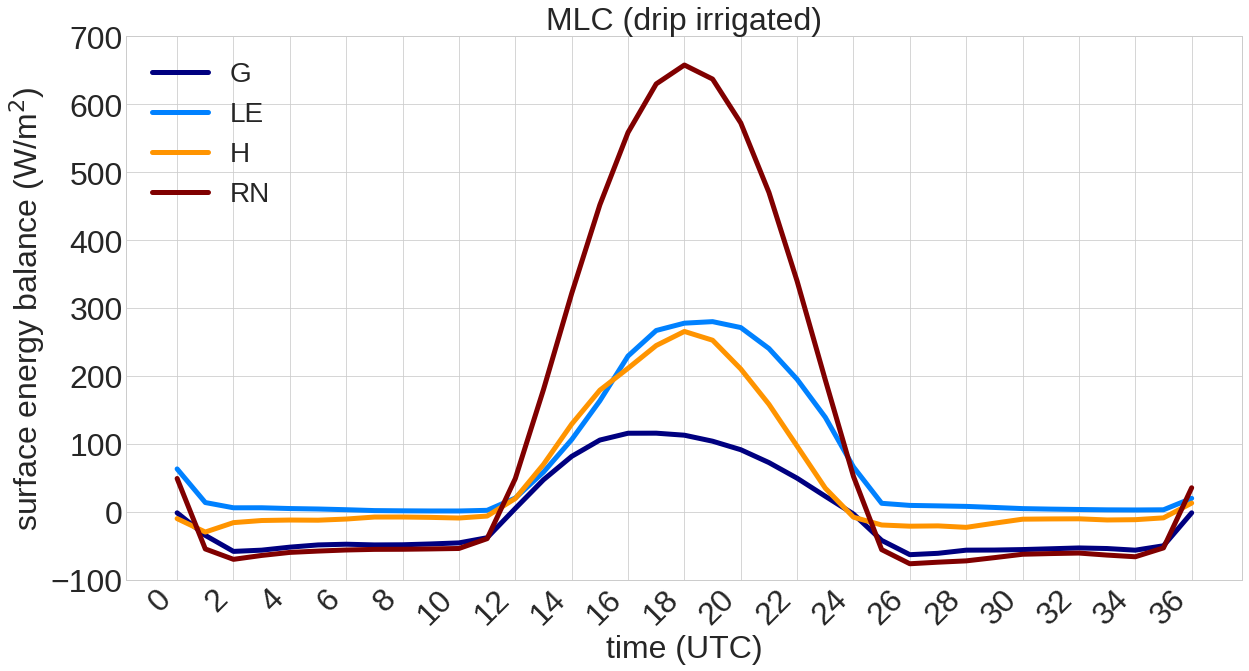 MLC (drip irrigated)
surface energy balance (W/m²)
700
600
500
400
300
200
100
0
−100
G
LE
H
RN
0 2 4 6 8 10 12 14 16 18 20 22 24 26 28 30 32 34 36
time (UTC)